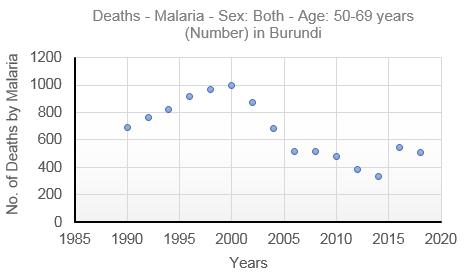 Deaths - Malaria - Sex: Both - Age: 50-69 years
(Number) in Burundi
No. of Deaths by Malaria
1200
1000
800
600
400
200
0
1985 1990 1995 2000 2005 2010 2015 2020
Years